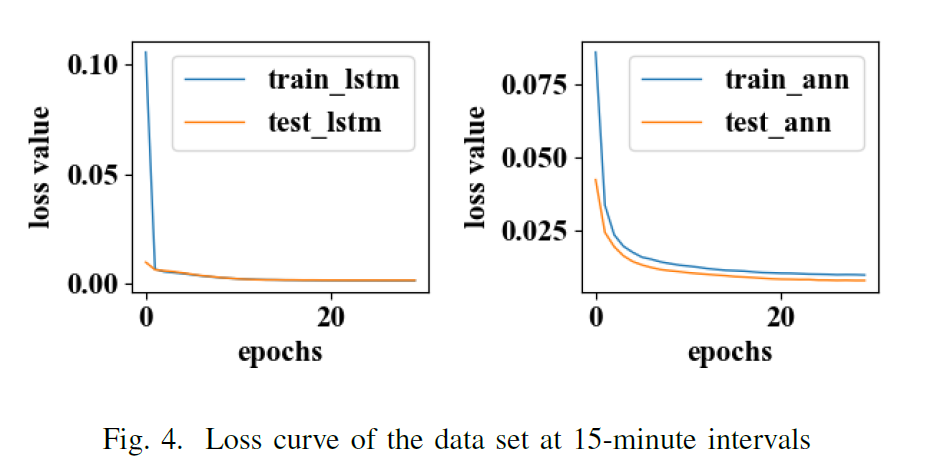 0.10
0.05
0.00
loss value
train_lstm
test_lstm
0 20
epochs
0.075
0.050
0.025
loss value
train_ann
test_ann
0 20
epochs
Fig. 4. Loss curve of the data set at 15-minute intervals